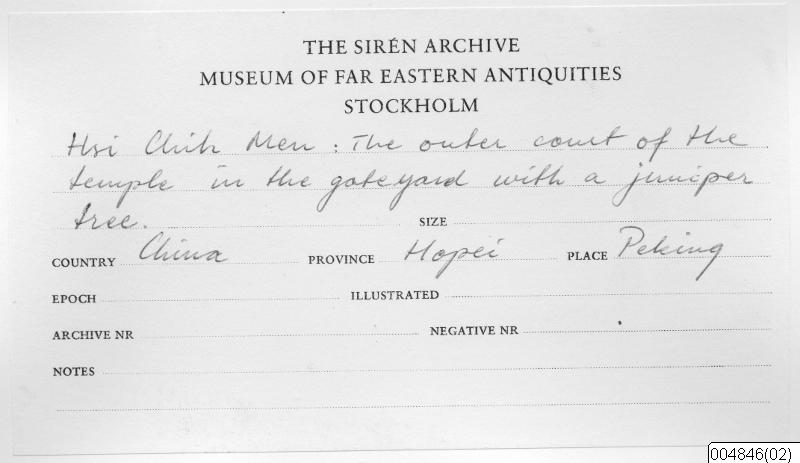 THE SIRÉN ARCHIVE
MUSEUM OF FAR EASTERN ANTIQUITIES
STOCKHOLM
Hsi Chih Men : The outer court of the
temple in the gateyard with a juniper
tree. SIZE
COUNTRY China PROVINCE Hopei PLACE Peking
EPOCH ILLUSTRATED
ARCHIVE NR NEGATIVE NR
NOTES
004846(02)